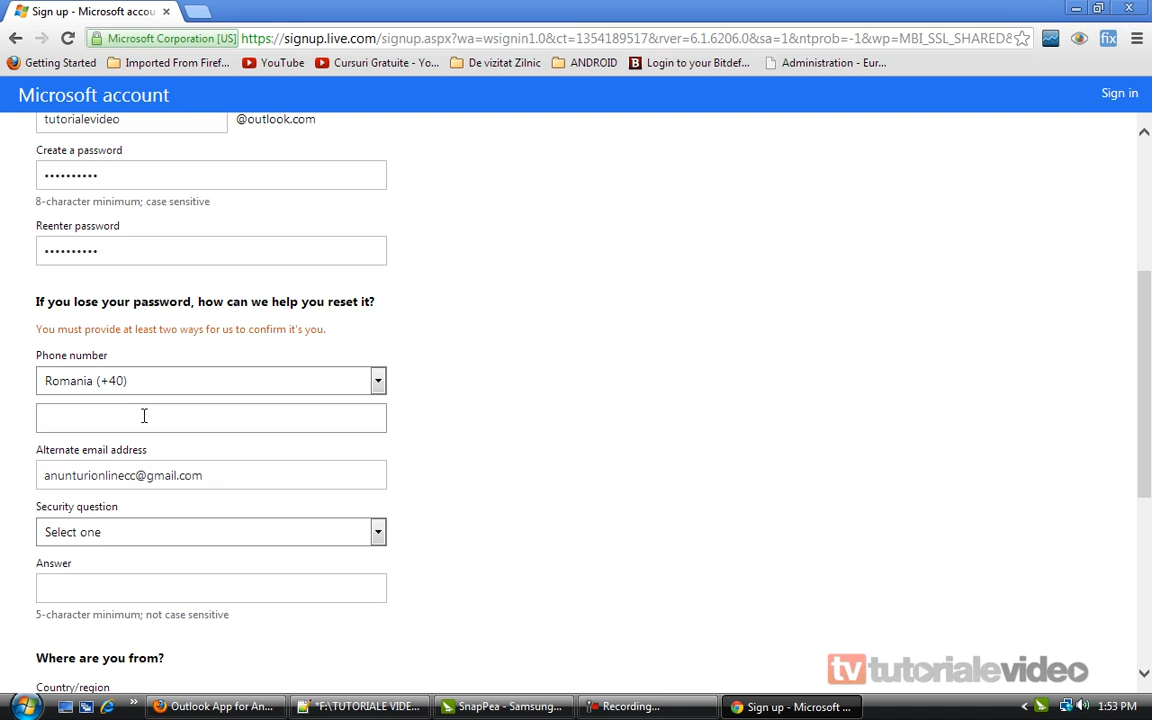 Sign up - Microsoft accou
Microsoft Corporation [US] https://signup.live.com/signup.aspx?wa=wsignin1.0&ct=1354189517&rver=6.1.6206.0&sa=1&ntprob=-1&wp=MBI_SSL_SHARED&
Getting Started Imported From Firef... YouTube Cursuri Gratuite - Yo... De vizitat Zilnic ANDROID Login to your Bitdef... Administration - Eur...
Microsoft account Sign in
tutorialevideo @outlook.com
Create a password
••••••••••
8-character minimum; case sensitive
Reenter password
••••••••••
If you lose your password, how can we help you reset it?
You must provide at least two ways for us to confirm it's you.
Phone number
Romania (+40)
Alternate email address
anunturionlinecc@gmail.com
Security question
Select one
Answer
5-character minimum; not case sensitive
Where are you from?
Country/region
tv tutorialevideo
Outlook App for An... *F:\TUTORIALE VIDE... SnapPea - Samsung... Recording... Sign up - Microsoft ... 1:53 PM